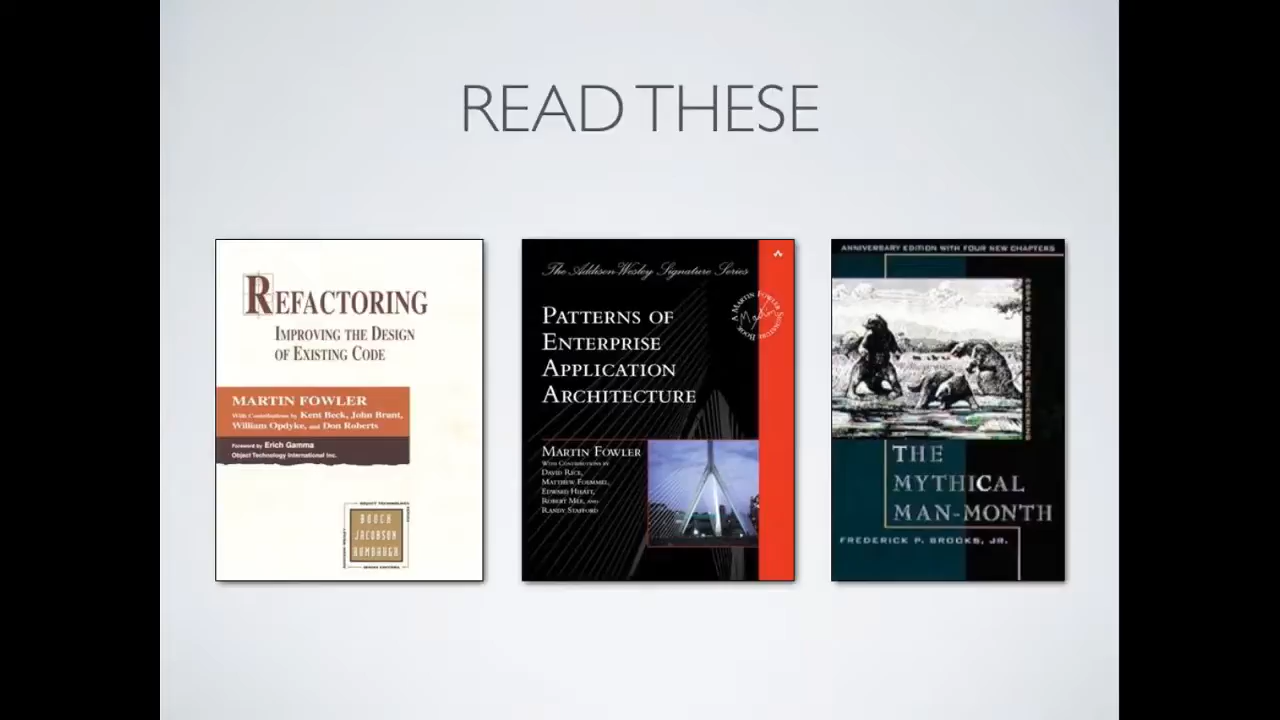 READ THESE
REFACTORING
IMPROVING THE DESIGN
OF EXISTING CODE
MARTIN FOWLER
With Contributions by Kent Beck, John Brant,
William Opdyke, and Don Roberts
Foreword by Erich Gamma
Object Technology International Inc.
BOOCH
JACOBSON
RUMBAUGH
The Addison-Wesley Signature Series
A MARTIN FOWLER SIGNATURE BOOK
PATTERNS OF
ENTERPRISE
APPLICATION
ARCHITECTURE
MARTIN FOWLER
WITH CONTRIBUTIONS BY
DAVID RICE,
MATTHEW FOEMMEL,
EDWARD HIEATT,
ROBERT MEE, AND
RANDY STAFFORD
ANNIVERSARY EDITION WITH FOUR NEW CHAPTERS
ESSAYS ON SOFTWARE ENGINEERING
THE
MYTHICAL
MAN-MONTH
FREDERICK P. BROOKS, JR.